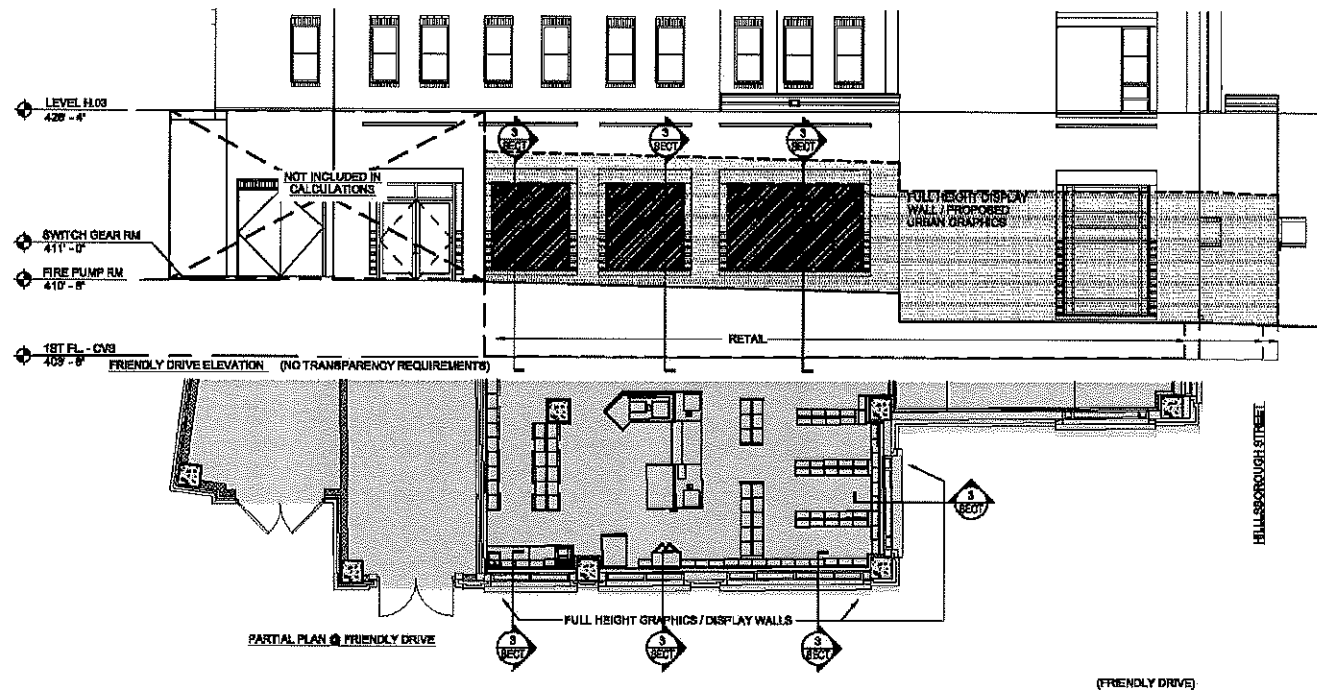 LEVEL H.03
426' - 4"
3
SECT
3
SECT
3
SECT
NOT INCLUDED IN
CALCULATIONS
FULL HEIGHT DISPLAY
WALL / PROPOSED
URBAN GRAPHICS
SWITCH GEAR RM
411' - 0"
FIRE PUMP RM
410' - 8"
RETAIL
1ST FL. - CVS
FRIENDLY DRIVE ELEVATION (NO TRANSPARENCY REQUIREMENTS)
HILLSBOROUGH STREET
3
SECT
FULL HEIGHT GRAPHICS / DISPLAY WALLS
PARTIAL PLAN @ FRIENDLY DRIVE
3
SECT
3
SECT
3
SECT
(FRIENDLY DRIVE)